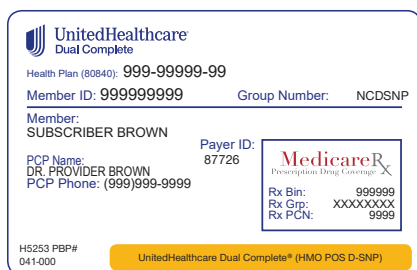 UnitedHealthcare®
Dual Complete
Health Plan (80840): 999-99999-99
Member ID: 999999999 Group Number: NCDSNP
Member:
SUBSCRIBER BROWN
Payer ID:
87726
PCP Name:
DR. PROVIDER BROWN
PCP Phone: (999)999-9999
MedicareRx
Prescription Drug Coverage
Rx Bin: 999999
Rx Grp: XXXXXXXX
Rx PCN: 9999
H5253 PBP#
041-000
UnitedHealthcare Dual Complete® (HMO POS D-SNP)